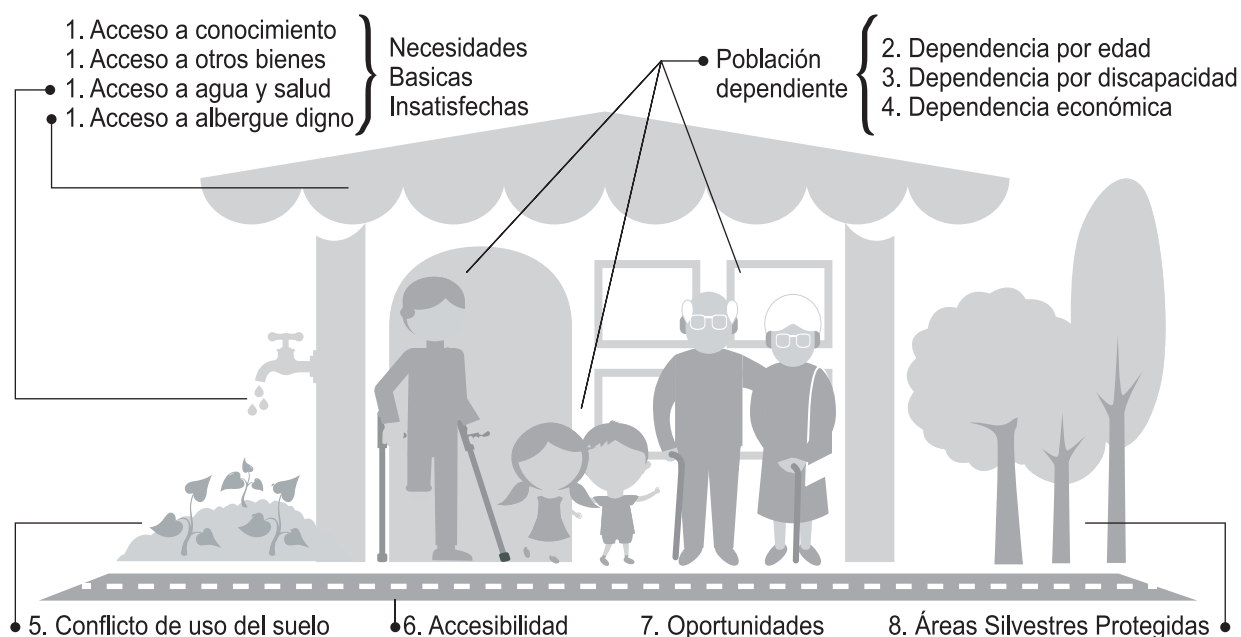 1. Acceso a conocimiento
1. Acceso a otros bienes
1. Acceso a agua y salud
1. Acceso a albergue digno
Necesidades
Basicas
Insatisfechas
Población
dependiente
2. Dependencia por edad
3. Dependencia por discapacidad
4. Dependencia económica
5. Conflicto de uso del suelo
6. Accesibilidad
7. Oportunidades
8. Áreas Silvestres Protegidas